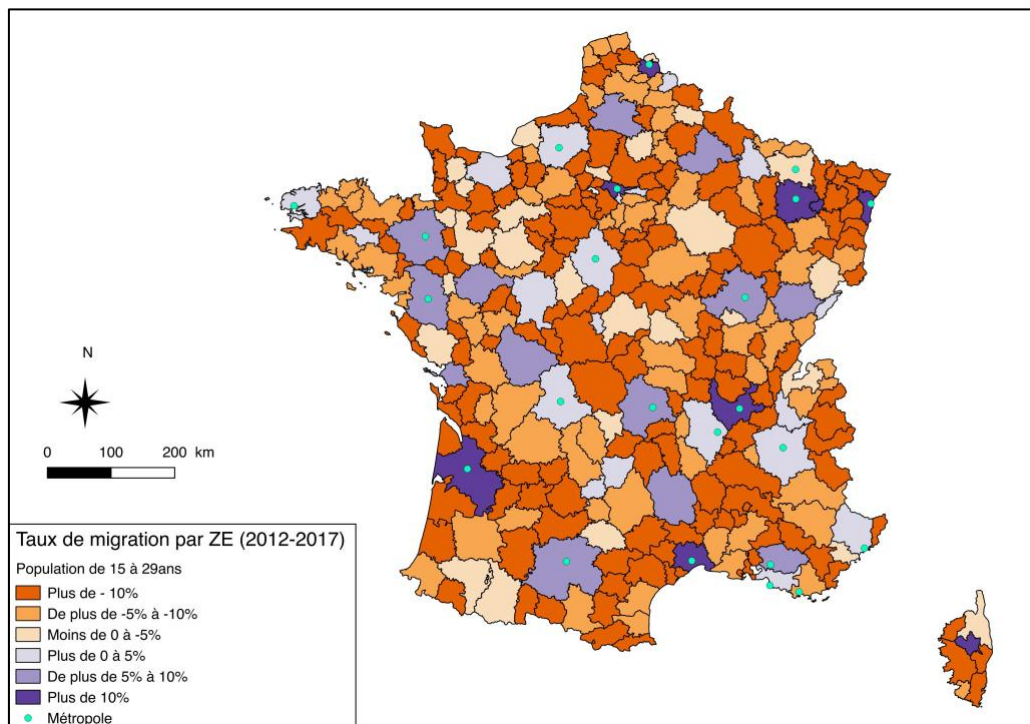 N
0 100 200 km
Taux de migration par ZE (2012-2017)
Population de 15 à 29ans
Plus de - 10%
De plus de -5% à -10%
Moins de 0 à -5%
Plus de 0 à 5%
De plus de 5% à 10%
Plus de 10%
Métropole